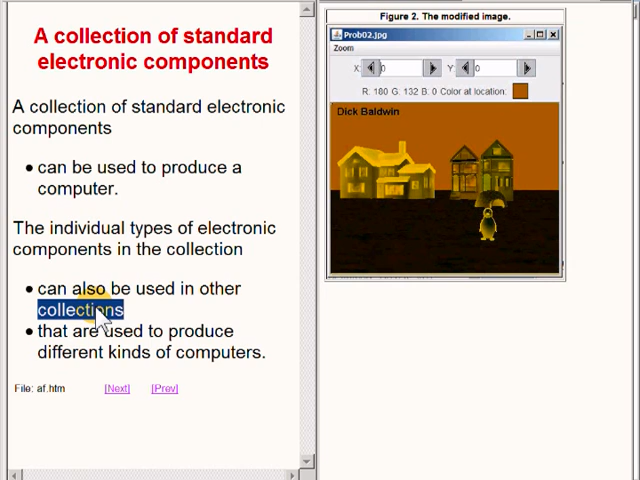 A collection of standard
electronic components
A collection of standard electronic
components
can be used to produce a
computer.
The individual types of electronic
components in the collection
can also be used in other
collections
that are used to produce
different kinds of computers.
File: af.htm [Next] [Prev]
Figure 2. The modified image.
Prob02.jpg
Zoom
X: 0 Y: 0
R: 180 G: 132 B: 0 Color at location:
Dick Baldwin